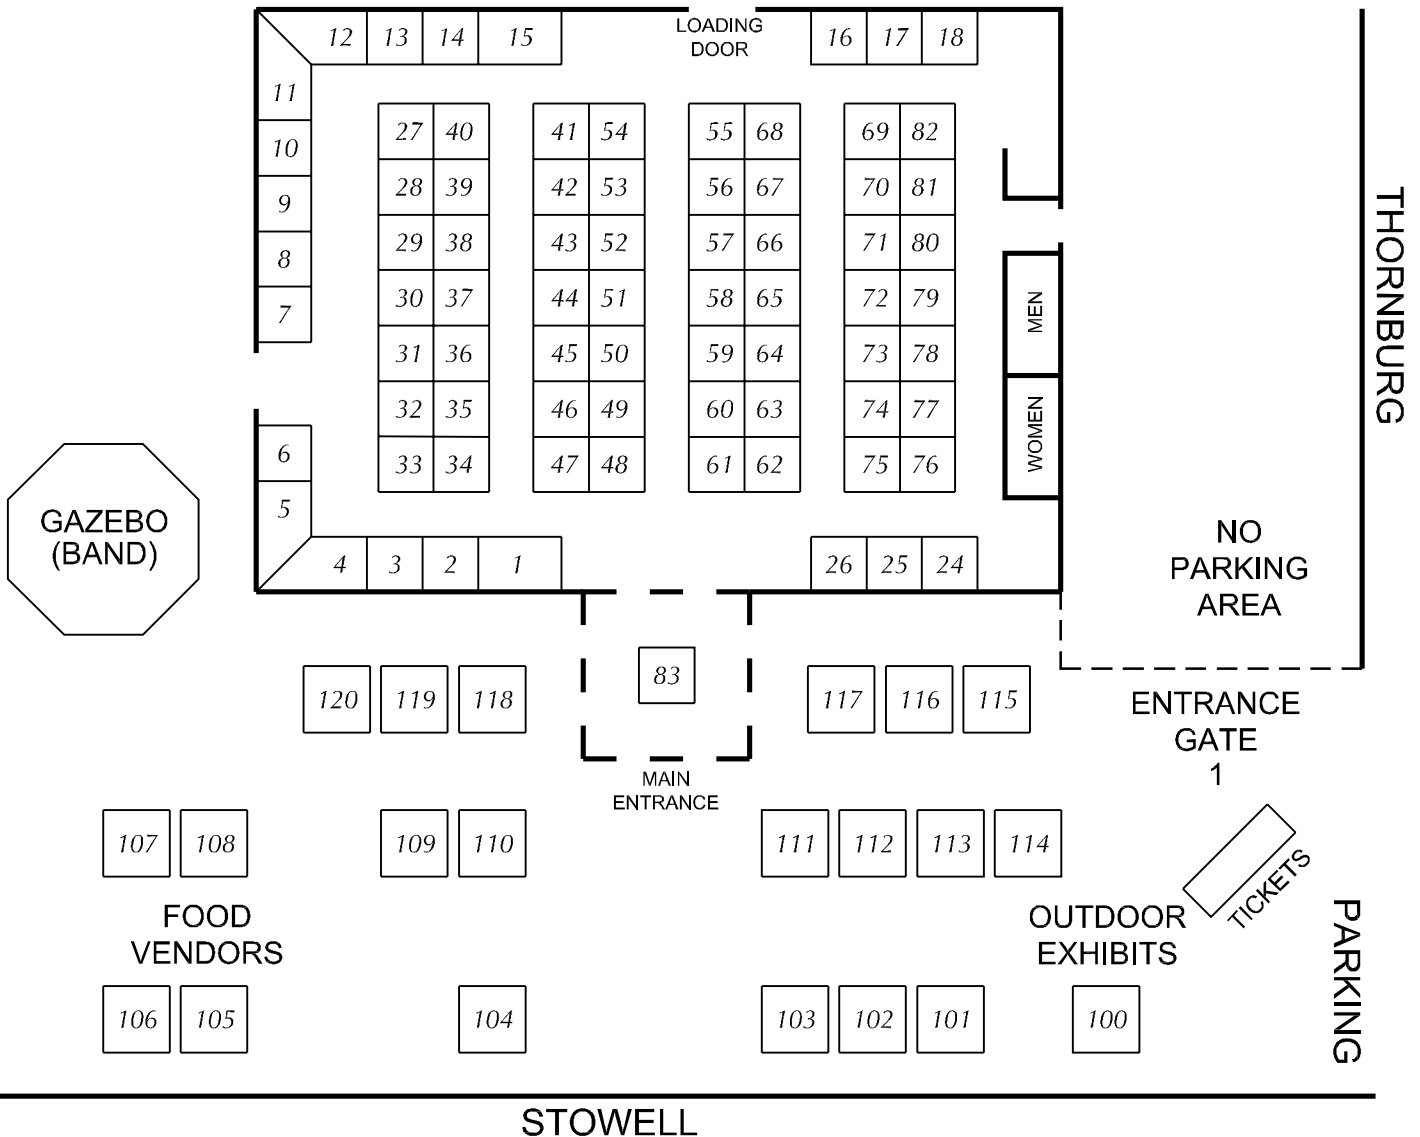 12 13 14 15
LOADING
DOOR
16 17 18
11
10
9
8
7
6
5
4 3 2 1
26 25 24
27 40 41 54 55 68 69 82
28 39 42 53 56 67 70 81
29 38 43 52 57 66 71 80
30 37 44 51 58 65 72 79
31 36 45 50 59 64 73 78
32 35 46 49 60 63 74 77
33 34 47 48 61 62 75 76
MEN
WOMEN
THORNBURG
GAZEBO
(BAND)
NO
PARKING
AREA
83
120 119 118
117 116 115
MAIN
ENTRANCE
ENTRANCE
GATE
1
107 108 109 110 111 112 113 114
TICKETS
FOOD
VENDORS
OUTDOOR
EXHIBITS
PARKING
106 105 104 103 102 101 100
STOWELL